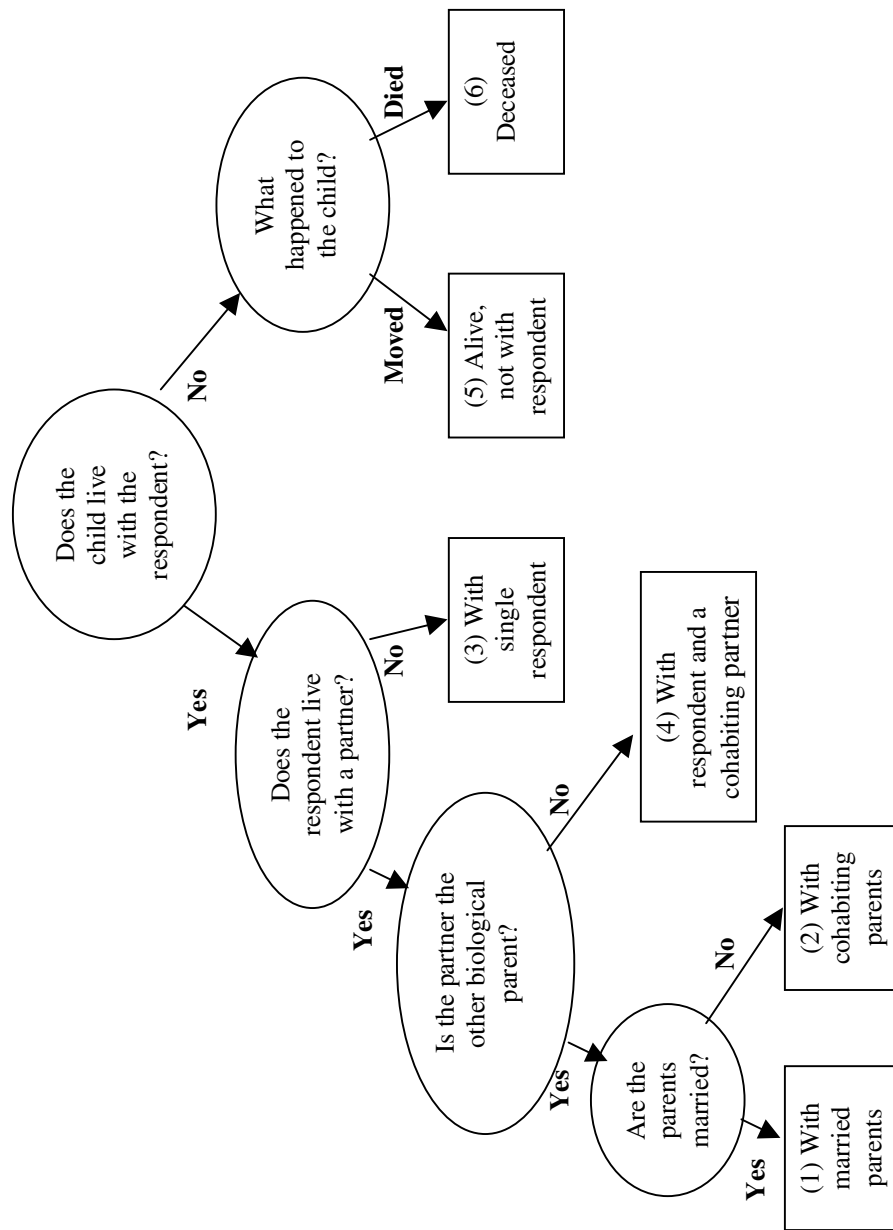 Does the
child live
with the
respondent?
Yes
No
Does the
respondent live
with a partner?
What
happened to
the child?
Yes
No
Moved
Died
Is the partner the
other biological
parent?
(3) With
single
respondent
(5) Alive,
not with
respondent
(6)
Deceased
Yes
No
Are the
parents
married?
(4) With
respondent and a
cohabiting partner
Yes
No
(1) With
married
parents
(2) With
cohabiting
parents